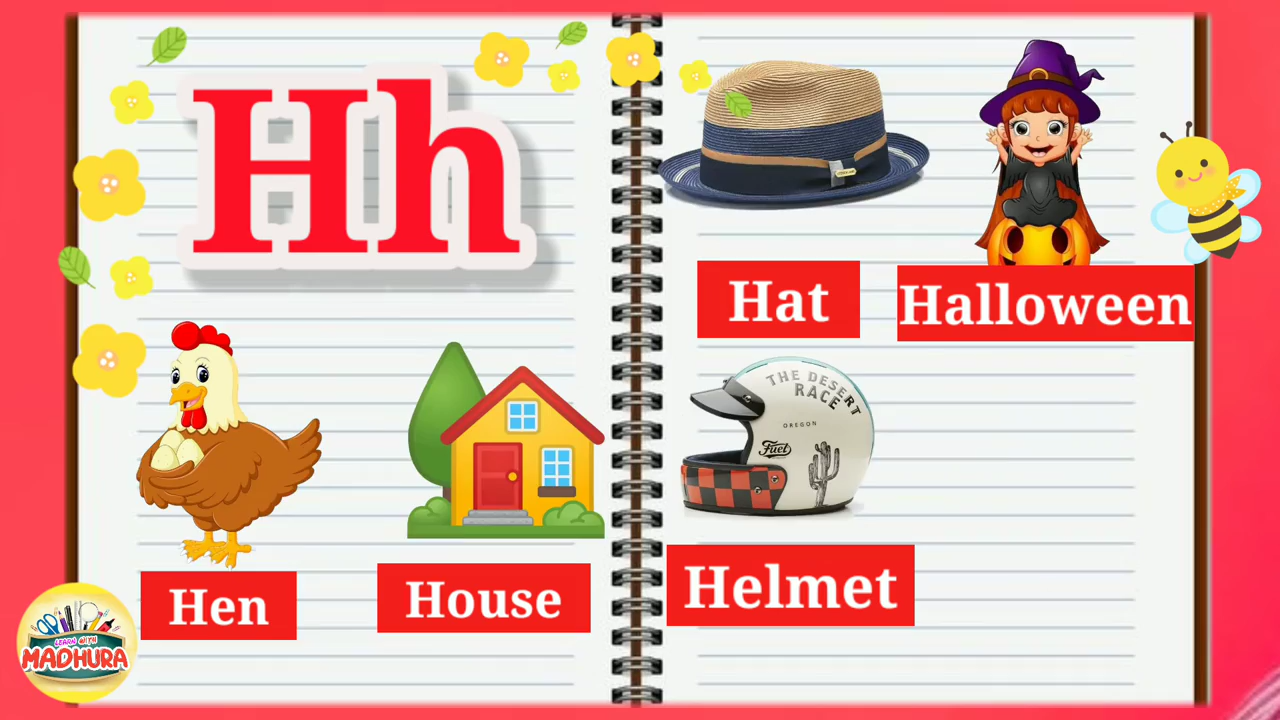 Hh
Hat
Halloween
THE DESERT
RACE
OREGON
Fuel
Hen
House
Helmet
LEARN WITH
MADHURA